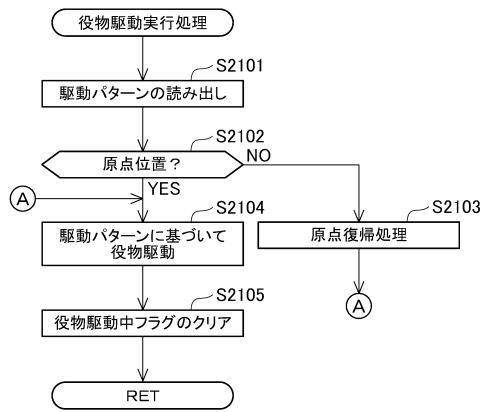 役物駆動実行処理
S2101
駆動パターンの読み出し
S2102
原点位置?
NO
YES
A
S2104
駆動パターンに基づいて
役物駆動
S2103
原点復帰処理
A
S2105
役物駆動中フラグのクリア
RET